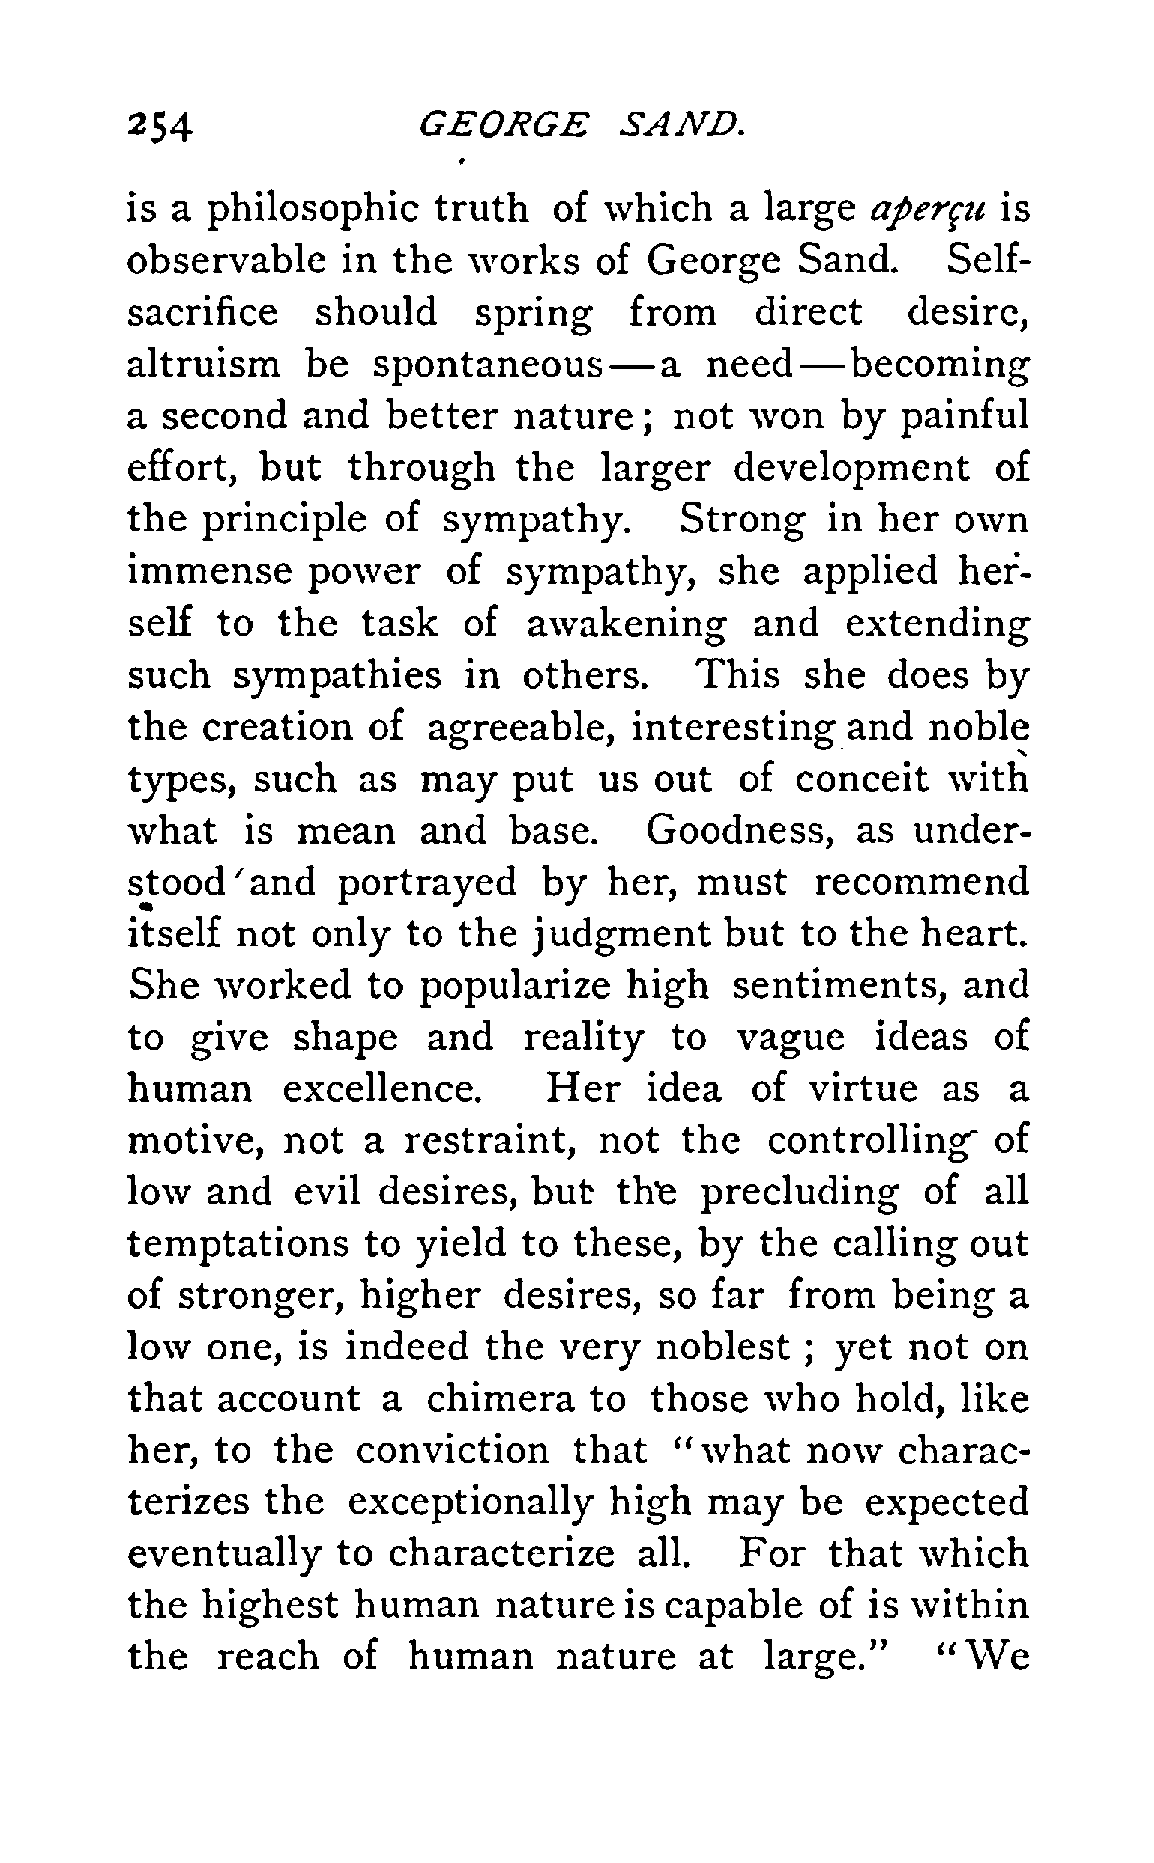 254 GEORGE SAND.
is a philosophic truth of which a large aperçu is
observable in the works of George Sand. Self-
sacrifice should spring from direct desire,
altruism be spontaneous—a need—becoming
a second and better nature; not won by painful
effort, but through the larger development of
the principle of sympathy. Strong in her own
immense power of sympathy, she applied her-
self to the task of awakening and extending
such sympathies in others. This she does by
the creation of agreeable, interesting and noble
types, such as may put us out of conceit with
what is mean and base. Goodness, as under-
stood and portrayed by her, must recommend
itself not only to the judgment but to the heart.
She worked to popularize high sentiments, and
to give shape and reality to vague ideas of
human excellence. Her idea of virtue as a
motive, not a restraint, not the controlling of
low and evil desires, but the precluding of all
temptations to yield to these, by the calling out
of stronger, higher desires, so far from being a
low one, is indeed the very noblest ; yet not on
that account a chimera to those who hold, like
her, to the conviction that "what now charac-
terizes the exceptionally high may be expected
eventually to characterize all. For that which
the highest human nature is capable of is within
the reach of human nature at large." "We